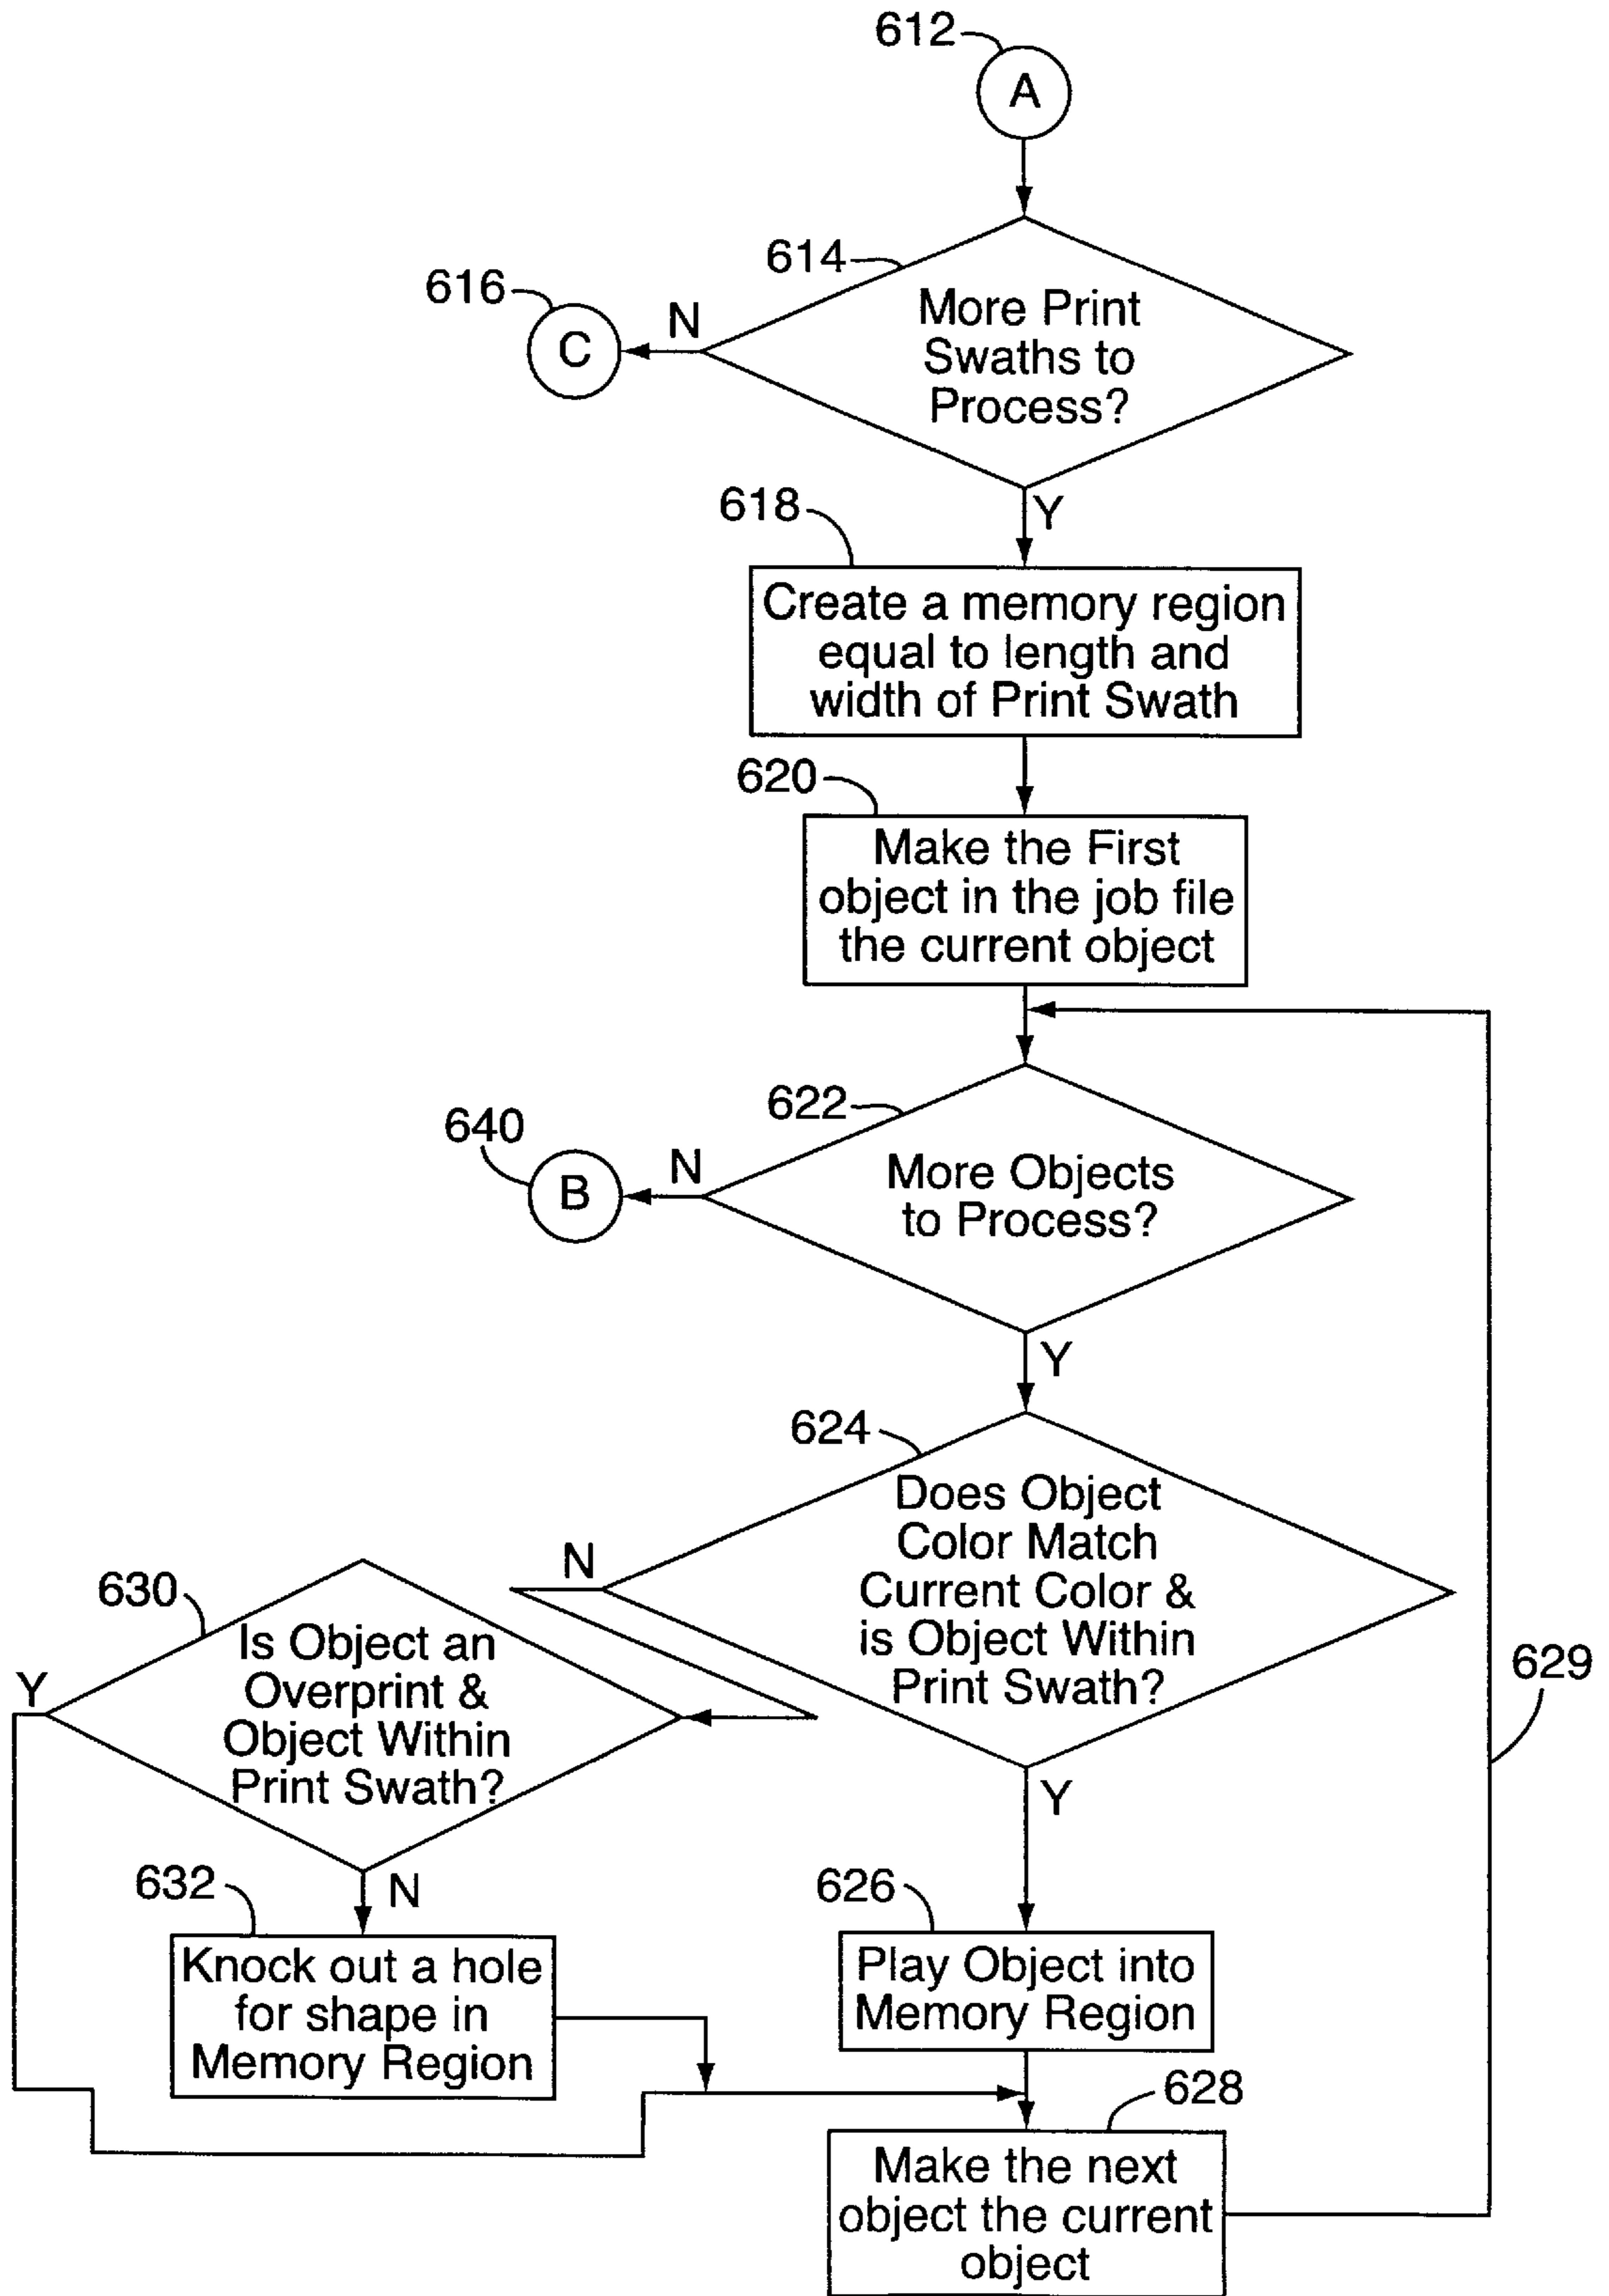 612
A
614
More Print
Swaths to
Process?
616
C
N
Y
618
Create a memory region
equal to length and
width of Print Swath
620
Make the First
object in the job file
the current object
622
More Objects
to Process?
640
B
N
Y
624
Does Object
Color Match
Current Color &
is Object Within
Print Swath?
N
630
Is Object an
Overprint &
Object Within
Print Swath?
Y
629
Y
N
632
Knock out a hole
for shape in
Memory Region
626
Play Object into
Memory Region
628
Make the next
object the current
object